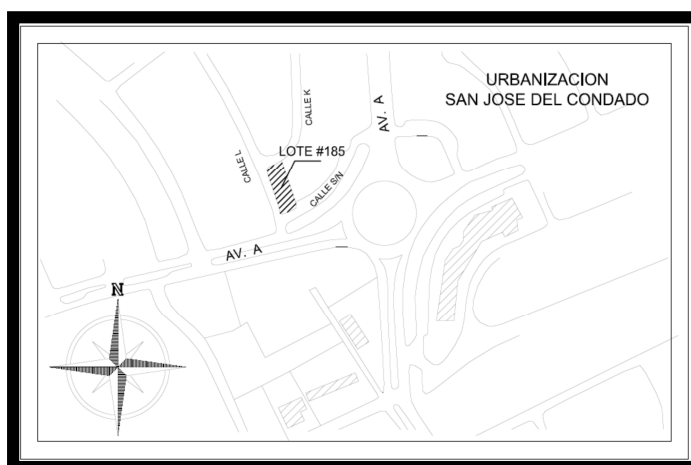 URBANIZACION
SAN JOSE DEL CONDADO
CALLE K
AV. A
LOTE #185
CALLE L
CALLE S/N
AV. A
N